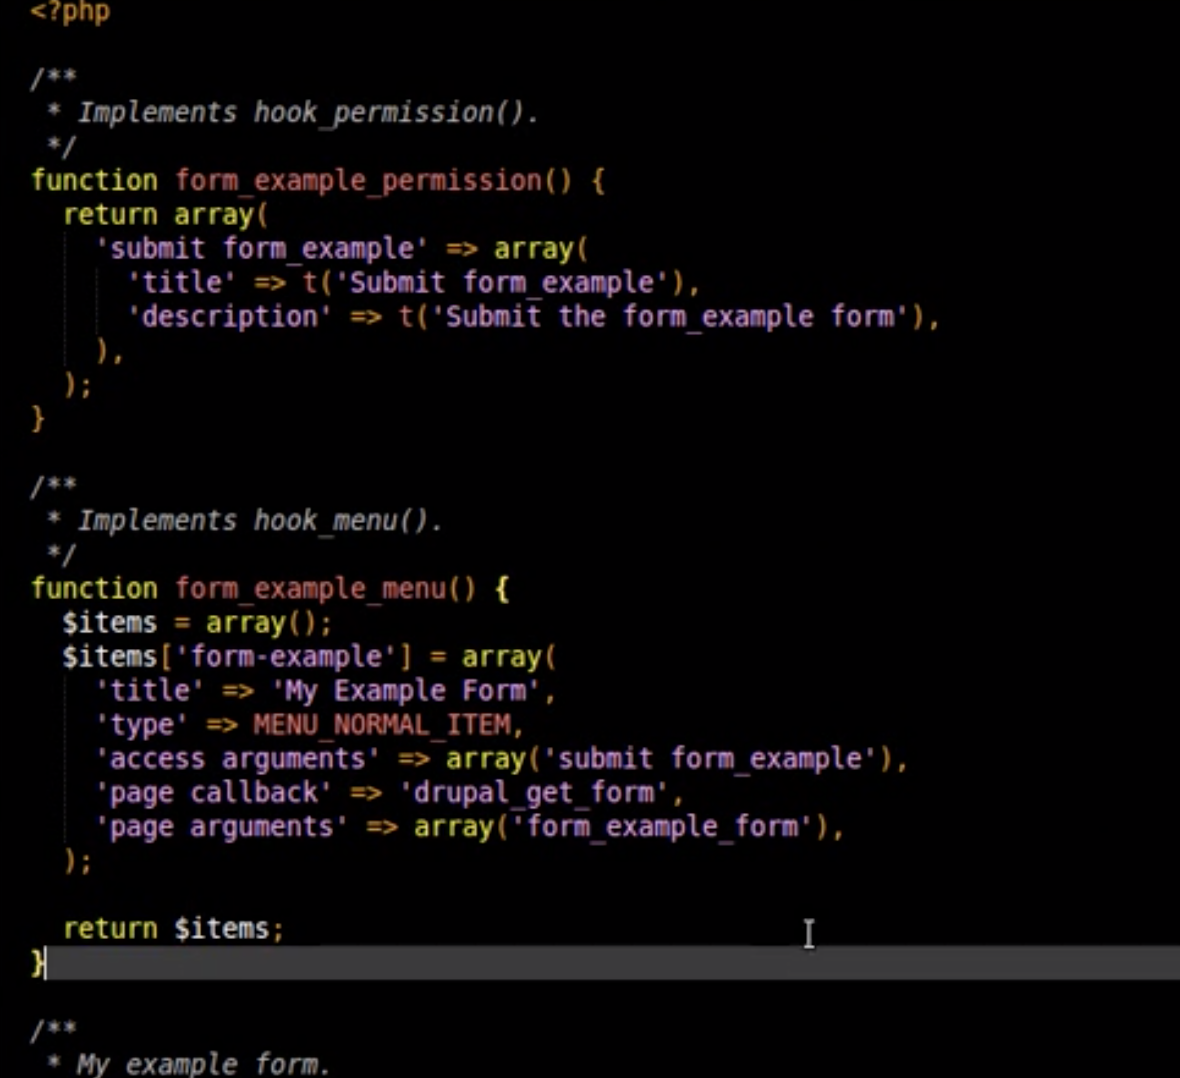 <?php
/**
 * Implements hook_permission().
 */
function form_example_permission() {
  return array(
    'submit form_example' => array(
      'title' => t('Submit form_example'),
      'description' => t('Submit the form_example form'),
    ),
  );
}
/**
 * Implements hook_menu().
 */
function form_example_menu() {
  $items = array();
  $items['form-example'] = array(
    'title' => 'My Example Form',
    'type' => MENU_NORMAL_ITEM,
    'access arguments' => array('submit form_example'),
    'page callback' => 'drupal_get_form',
    'page arguments' => array('form_example_form'),
  );
  return $items;
}
/**
 * My example form.